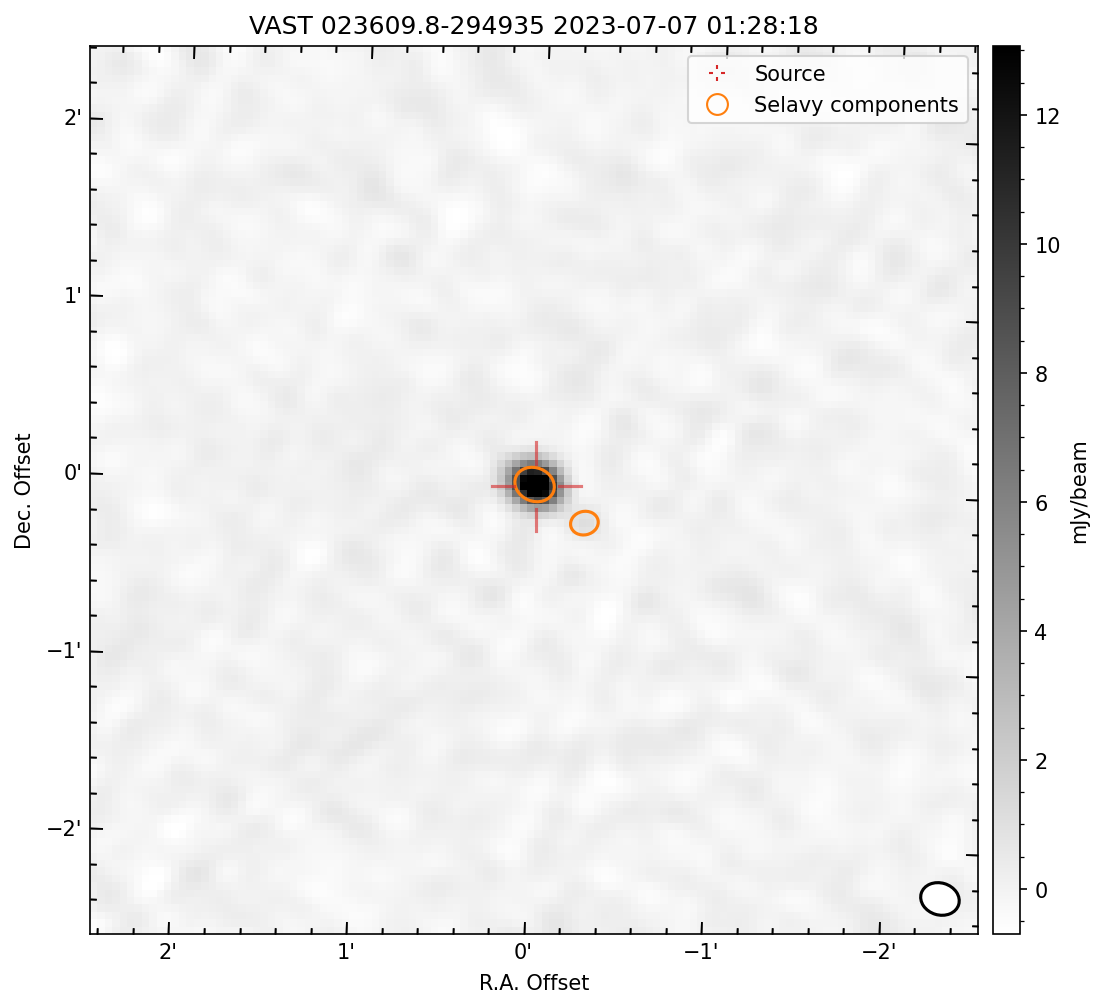 VAST 023609.8-294935 2023-07-07 01:28:18
Source
Selavy components
2'
1'
0'
−1'
−2'
Dec. Offset
2'
1'
0'
−1'
−2'
R.A. Offset
12
10
8
6
4
2
0
mJy/beam